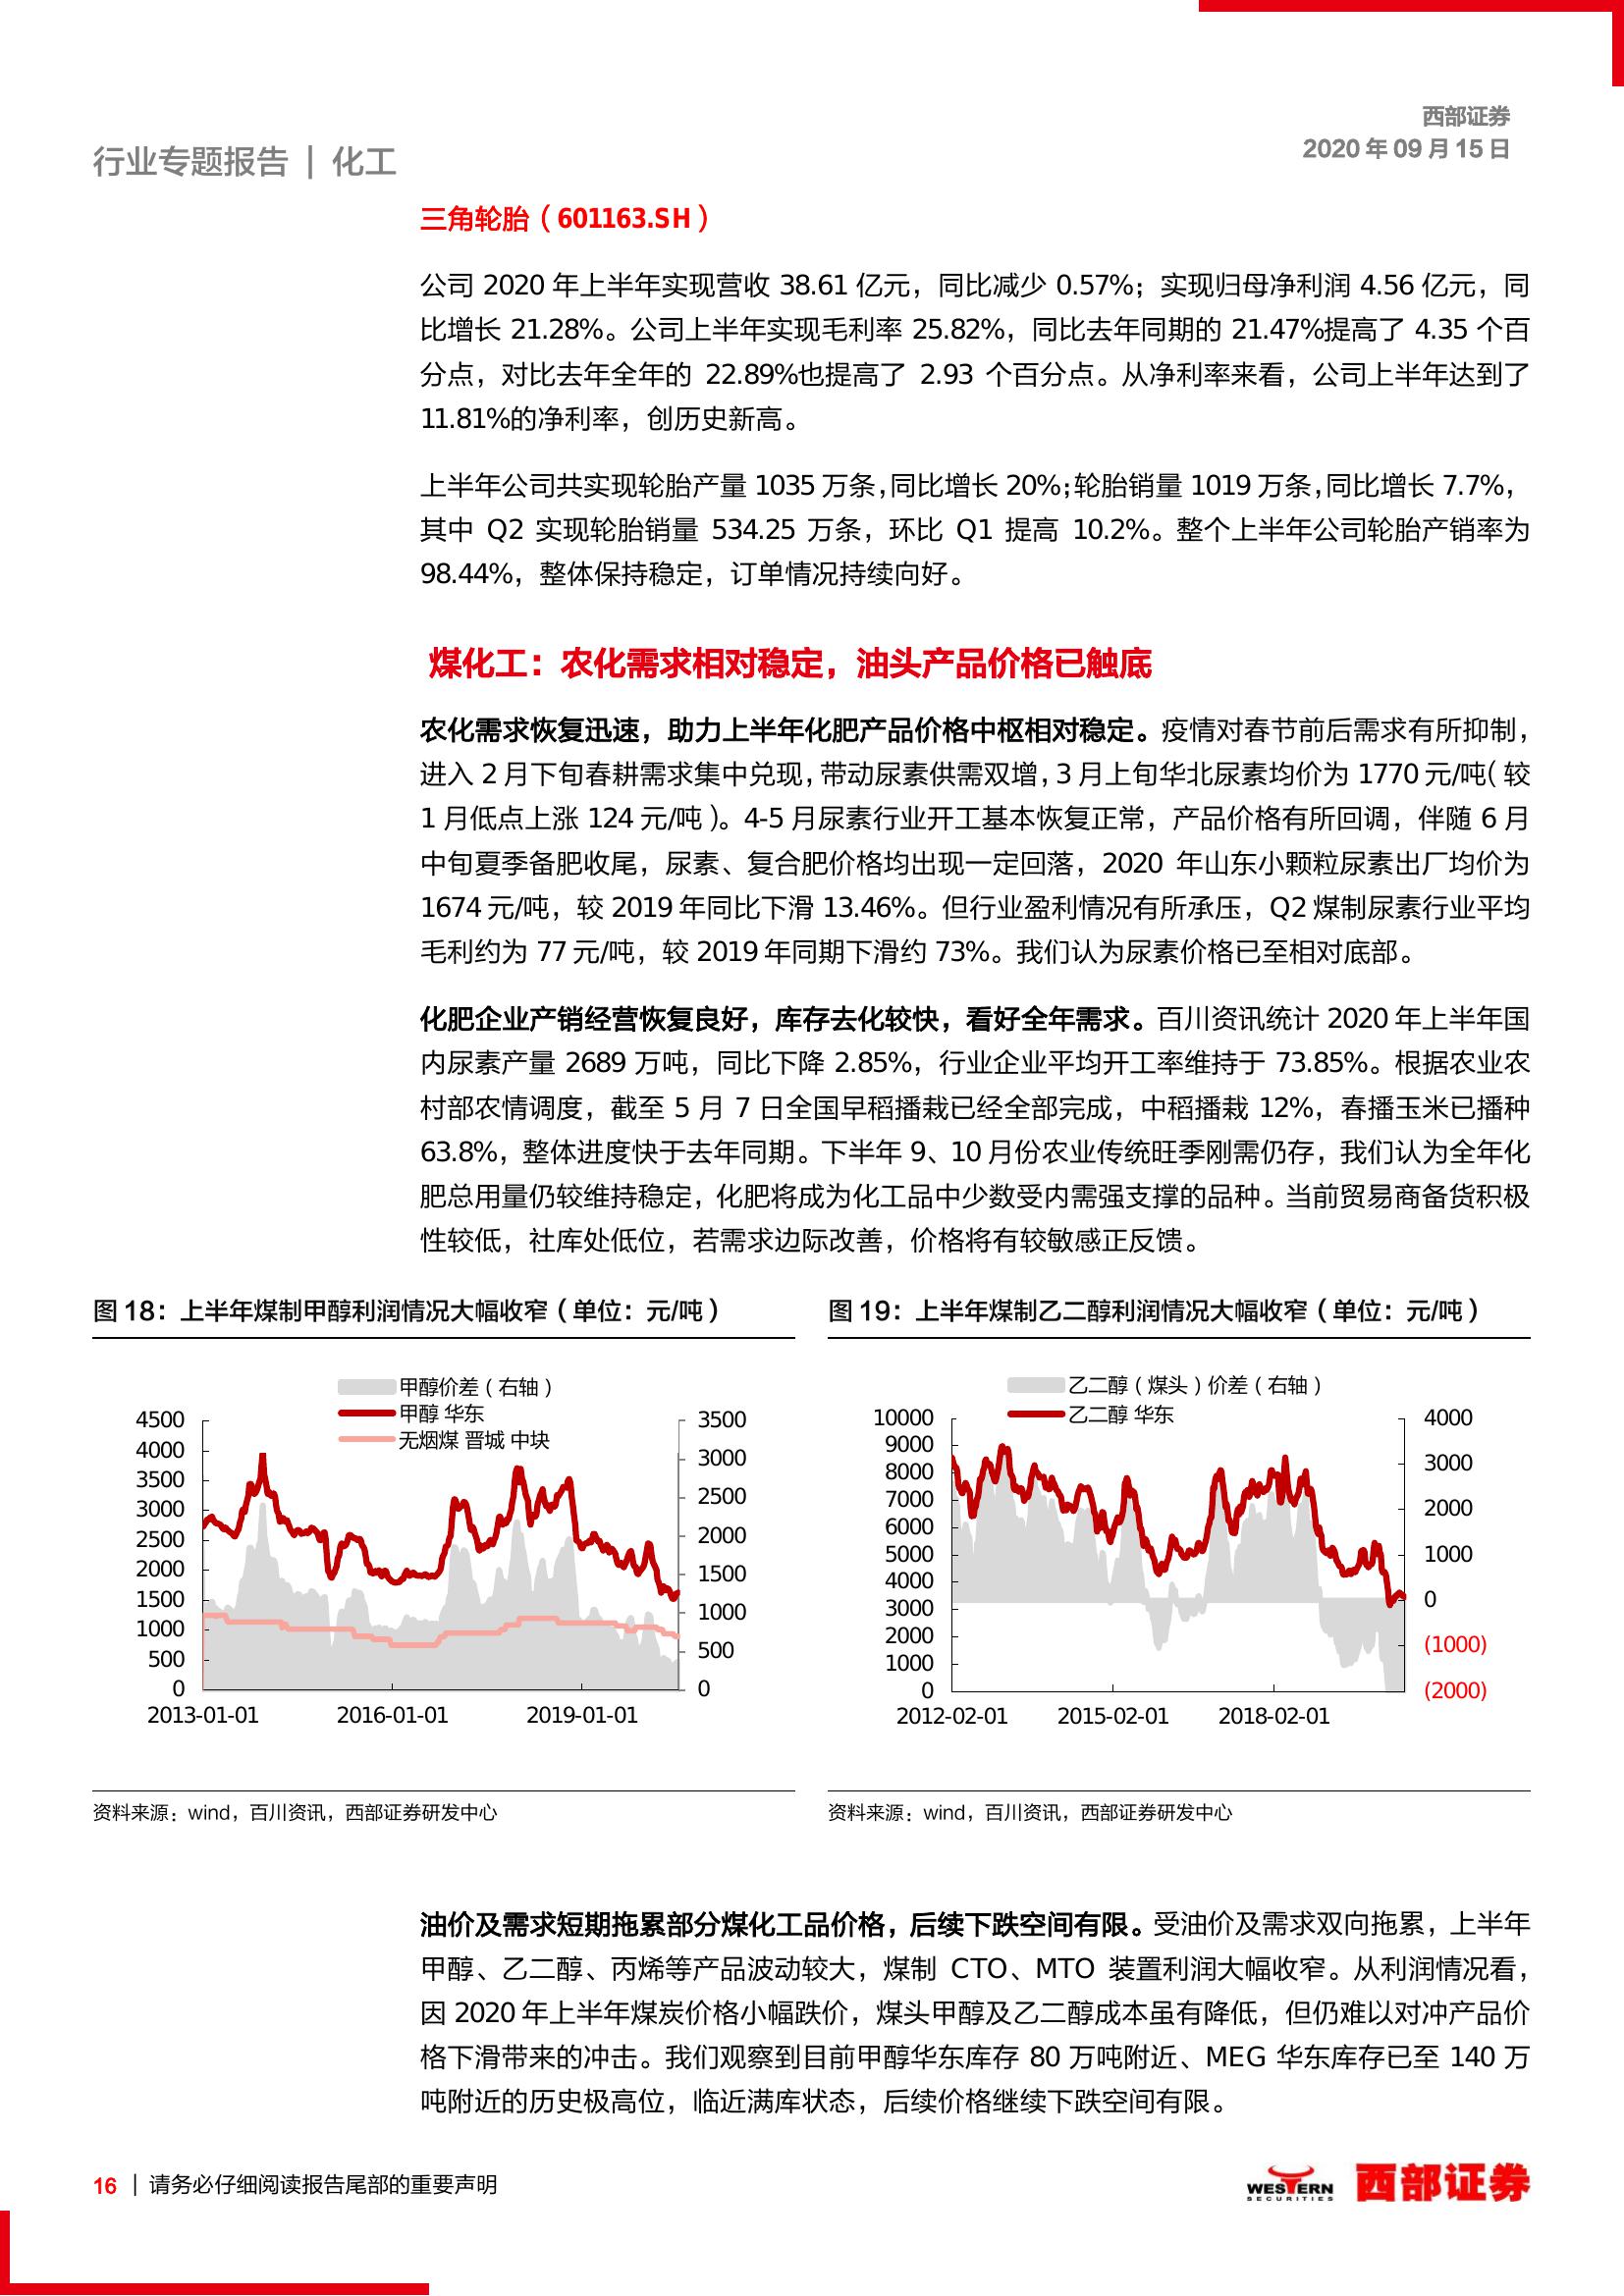 西部证券
2020 年 09 月 15 日
行业专题报告 | 化工
三角轮胎（601163.SH）
公司 2020 年上半年实现营收 38.61 亿元，同比减少 0.57%；实现归母净利润 4.56 亿元，同
比增长 21.28%。公司上半年实现毛利率 25.82%，同比去年同期的 21.47%提高了 4.35 个百
分点，对比去年全年的 22.89%也提高了 2.93 个百分点。从净利率来看，公司上半年达到了
11.81%的净利率，创历史新高。
上半年公司共实现轮胎产量 1035 万条，同比增长 20%；轮胎销量 1019 万条，同比增长 7.7%，
其中 Q2 实现轮胎销量 534.25 万条，环比 Q1 提高 10.2%。整个上半年公司轮胎产销率为
98.44%，整体保持稳定，订单情况持续向好。
煤化工：农化需求相对稳定，油头产品价格已触底
农化需求恢复迅速，助力上半年化肥产品价格中枢相对稳定。疫情对春节前后需求有所抑制，
进入 2 月下旬春耕需求集中兑现，带动尿素供需双增，3 月上旬华北尿素均价为 1770 元/吨（较
1 月低点上涨 124 元/吨）。4-5 月尿素行业开工基本恢复正常，产品价格有所回调，伴随 6 月
中旬夏季备肥收尾，尿素、复合肥价格均出现一定回落，2020 年山东小颗粒尿素出厂均价为
1674 元/吨，较 2019 年同比下滑 13.46%。但行业盈利情况有所承压，Q2 煤制尿素行业平均
毛利约为 77 元/吨，较 2019 年同期下滑约 73%。我们认为尿素价格已至相对底部。
化肥企业产销经营恢复良好，库存去化较快，看好全年需求。百川资讯统计 2020 年上半年国
内尿素产量 2689 万吨，同比下降 2.85%，行业企业平均开工率维持于 73.85%。根据农业农
村部农情调度，截至 5 月 7 日全国早稻播栽已经全部完成，中稻播栽 12%，春播玉米已播种
63.8%，整体进度快于去年同期。下半年 9、10 月份农业传统旺季刚需仍存，我们认为全年化
肥总用量仍较维持稳定，化肥将成为化工品中少数受内需强支撑的品种。当前贸易商备货积极
性较低，社库处低位，若需求边际改善，价格将有较敏感正反馈。
图 18：上半年煤制甲醇利润情况大幅收窄（单位：元/吨）
甲醇价差（右轴）
甲醇 华东
无烟煤 晋城 中块
4500
4000
3500
3000
2500
2000
1500
1000
500
0
3500
3000
2500
2000
1500
1000
500
0
2013-01-01 2016-01-01 2019-01-01
资料来源：wind，百川资讯，西部证券研发中心
图 19：上半年煤制乙二醇利润情况大幅收窄（单位：元/吨）
乙二醇（煤头）价差（右轴）
乙二醇 华东
10000
9000
8000
7000
6000
5000
4000
3000
2000
1000
0
4000
3000
2000
1000
0
(1000)
(2000)
2012-02-01 2015-02-01 2018-02-01
资料来源：wind，百川资讯，西部证券研发中心
油价及需求短期拖累部分煤化工品价格，后续下跌空间有限。受油价及需求双向拖累，上半年
甲醇、乙二醇、丙烯等产品波动较大，煤制 CTO、MTO 装置利润大幅收窄。从利润情况看，
因 2020 年上半年煤炭价格小幅跌价，煤头甲醇及乙二醇成本虽有降低，但仍难以对冲产品价
格下滑带来的冲击。我们观察到目前甲醇华东库存 80 万吨附近、MEG 华东库存已至 140 万
吨附近的历史极高位，临近满库状态，后续价格继续下跌空间有限。
16 | 请务必仔细阅读报告尾部的重要声明
WESTERN
SECURITIES
西部证券